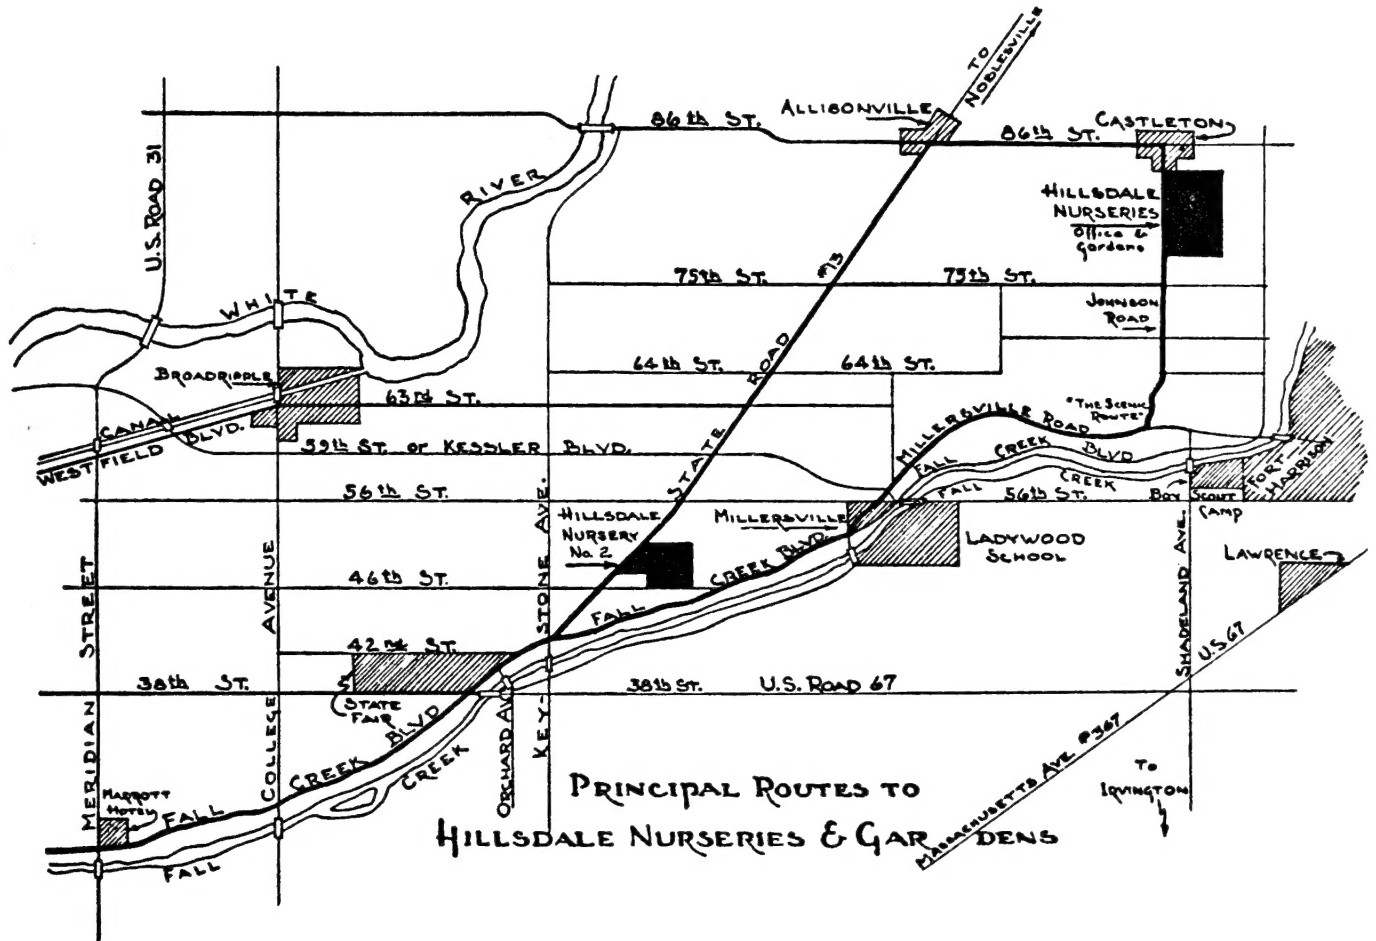 TO
NOBLESVILLE
ALLISONVILLE
86th ST.
86th ST.
CASTLETON
U.S. ROAD 31
RIVER
WHITE
HILLSDALE
NURSERIES
Office &
Gardens
75th ST.
#13
75th ST.
JOHNSON
ROAD
ROAD
STATE
64th ST.
64th ST.
BROADRIPPLE
63rd ST.
"THE SCENIC
ROUTE"
MILLERSVILLE ROAD
CANAL
WESTFIELD BLVD.
59th ST. or KESSLER BLVD.
FALL CREEK BLVD
FALL CREEK
FORT
HARRISON
56th ST.
56th ST.
BOY SCOUT
CAMP
HILLSDALE
NURSERY
No. 2
MILLERSVILLE
LADYWOOD
SCHOOL
LAWRENCE
46th ST.
FALL CREEK BLVD.
42nd ST.
38th ST.
38th ST.
U.S. ROAD 67
U.S. 67
STATE
FAIR
MERIDIAN STREET
COLLEGE AVENUE
KEY-STONE AVE.
ORCHARD AV.
SHADELAND AVE.
MASSACHUSETTS AVE #367
TO
IRVINGTON
MARROTT
HOTEL
FALL CREEK BLVD
FALL CREEK
PRINCIPAL ROUTES TO
HILLSDALE NURSERIES & GARDENS